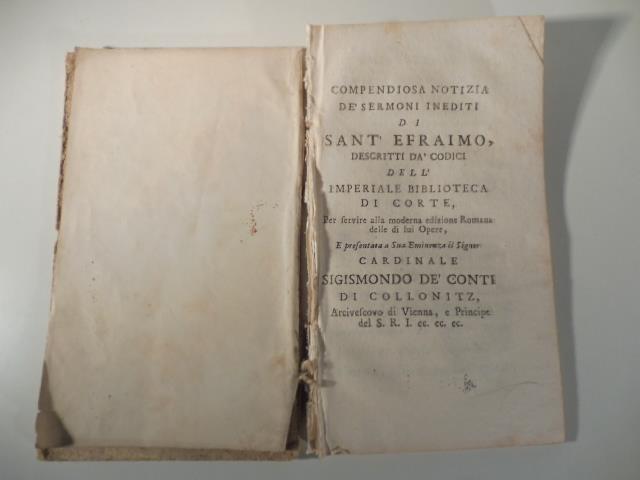 COMPENDIOSA NOTIZIA
DE' SERMONI INEDITI
DI
SANT' EFRAIMO,
DESCRITTI DA' CODICI
DELL'
IMPERIALE BIBLIOTECA
DI CORTE,
Per servire alla moderna edizione Romana
delle di lui Opere,
E presentata a Sua Eminenza il Signor
CARDINALE
SIGISMONDO DE' CONTI
DI COLLONITZ,
Arcivescovo di Vienna, e Principe
del S. R. I. ec. ec. ec.